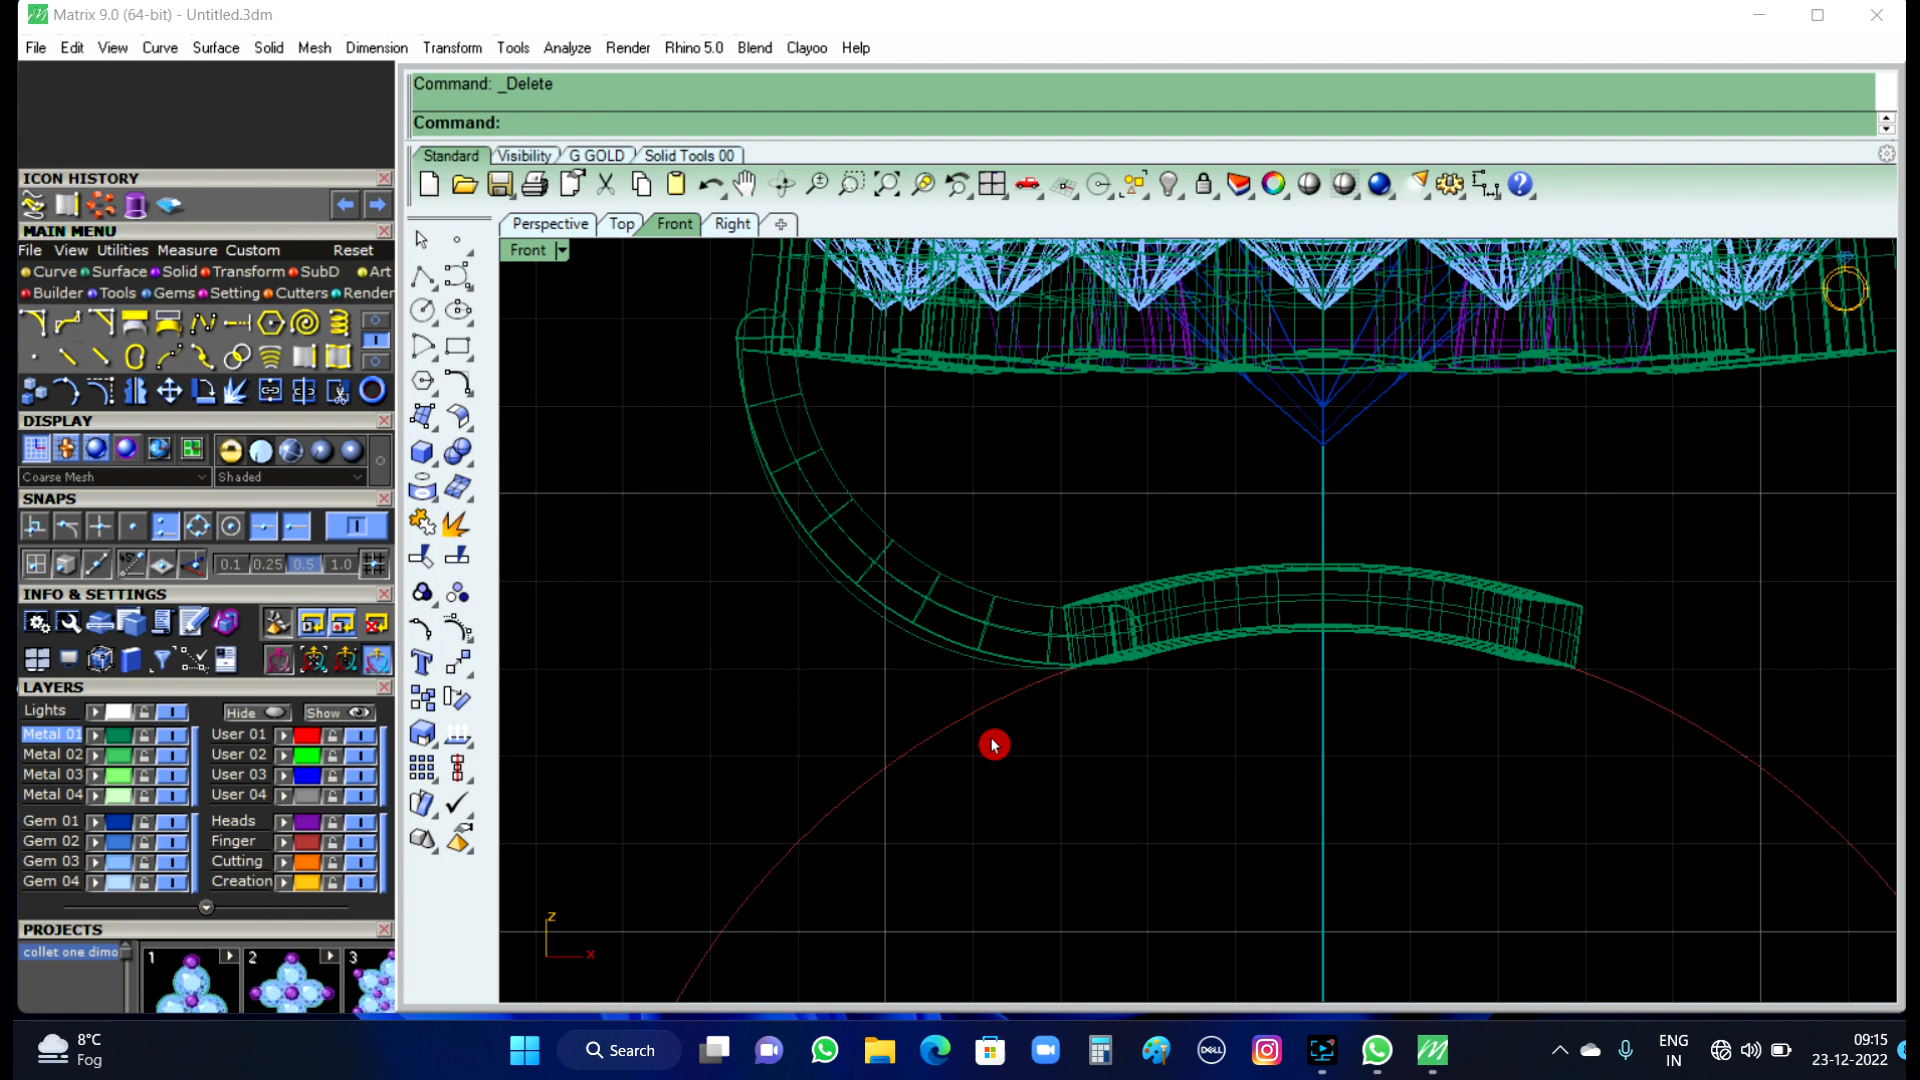 Matrix 9.0 (64-bit) - Untitled.3dm
File Edit View Curve Surface Solid Mesh Dimension Transform Tools Analyze Render Rhino 5.0 Blend Clayoo Help
Command: _Delete
Command:
Standard Visibility G GOLD Solid Tools 00
ICON HISTORY
MAIN MENU
File View Utilities Measure Custom Reset
Curve Surface Solid Transform SubD Art
Builder Tools Gems Setting Cutters Render
Perspective Top Front Right
Front
DISPLAY
Coarse Mesh Shaded
SNAPS
0.1 0.25 0.5 1.0
INFO & SETTINGS
LAYERS
Lights Hide Show
Metal 01 User 01
Metal 02 User 02
Metal 03 User 03
Metal 04 User 04
Gem 01 Heads
Gem 02 Finger
Gem 03 Cutting
Gem 04 Creation
PROJECTS
collet one dimo
1 2 3
z
x
8°C
Fog
Search
DELL
ENG
IN
09:15
23-12-2022